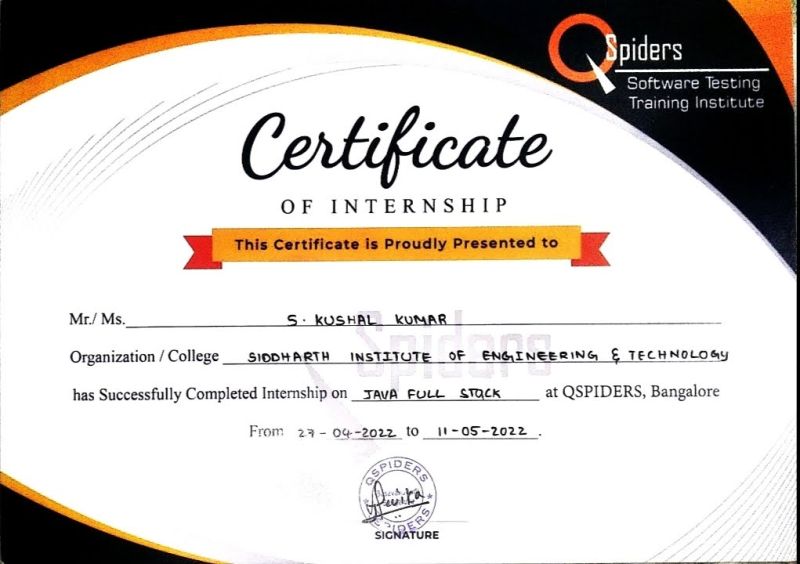 QSpiders
Software Testing
Training Institute
Certificate
OF INTERNSHIP
This Certificate is Proudly Presented to
Mr./ Ms. S. KUSHAL KUMAR
Organization / College SIDDHARTH INSTITUTE OF ENGINEERING & TECHNOLOGY
has Successfully Completed Internship on JAVA FULL STACK at QSPIDERS, Bangalore
From 27-04-2022 to 11-05-2022.
QSPIDERS
SPIDERS
SIGNATURE
Spiders